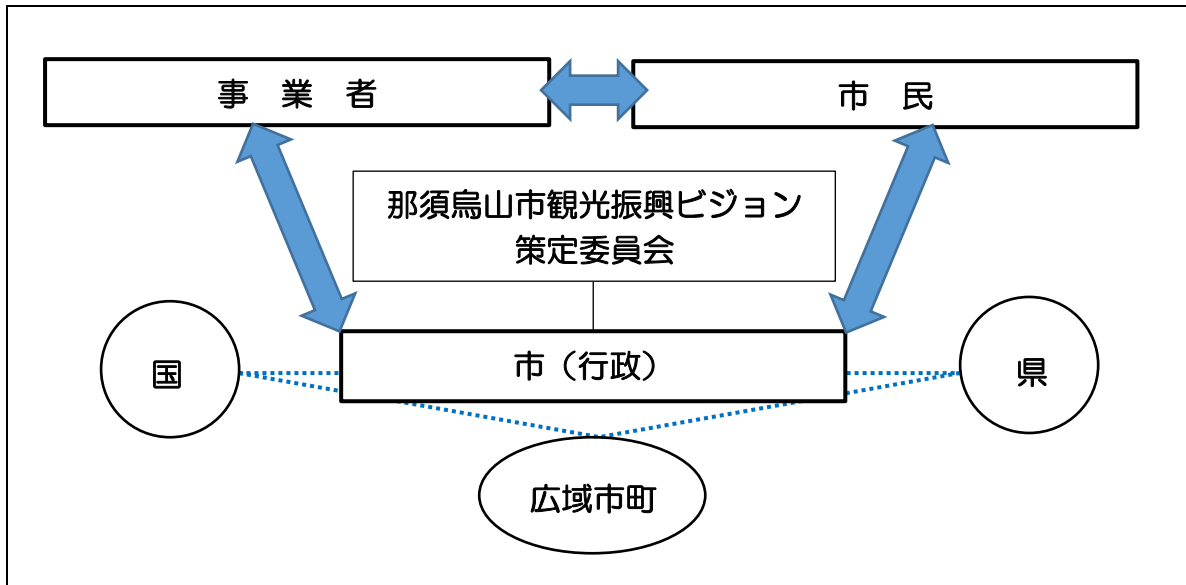 事　業　者
市　民
那須烏山市観光振興ビジョン
策定委員会
市（行政）
国
県
広域市町